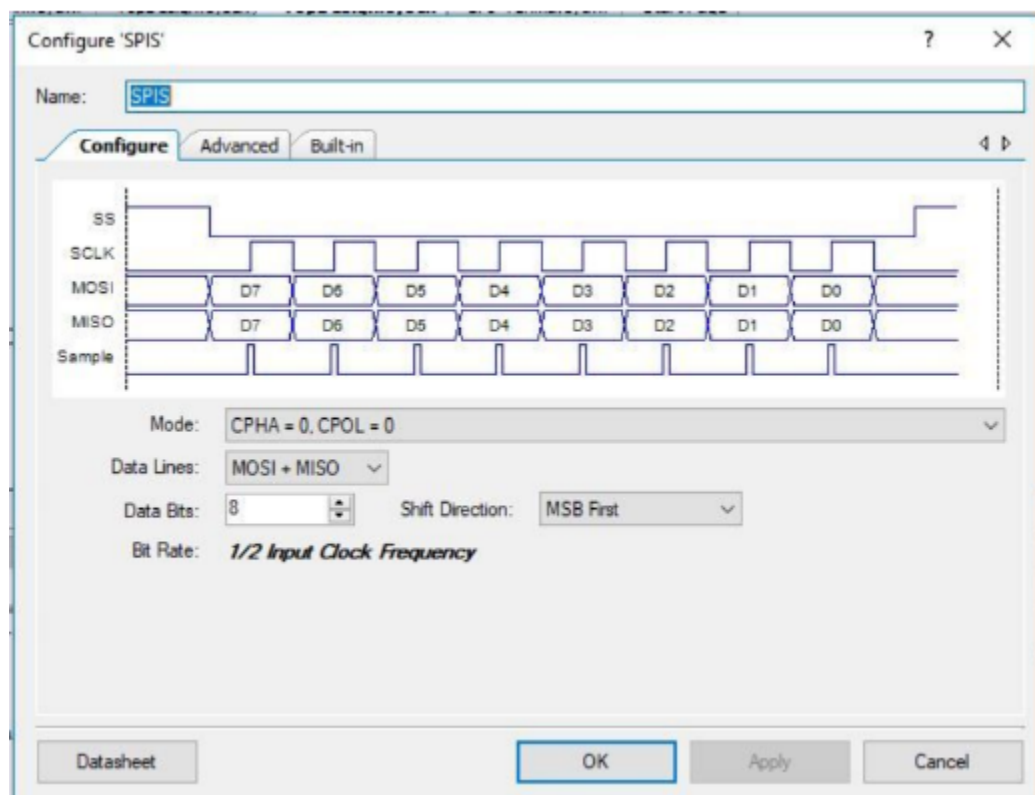 Configure 'SPIS'
?
Name: SPIS
Configure Advanced Built-in
SS
SCLK
MOSI D7 D6 D5 D4 D3 D2 D1 D0
MISO D7 D6 D5 D4 D3 D2 D1 D0
Sample
Mode: CPHA = 0, CPOL = 0
Data Lines: MOSI + MISO
Data Bits: 8 Shift Direction: MSB First
Bit Rate: 1/2 Input Clock Frequency
Datasheet OK Apply Cancel